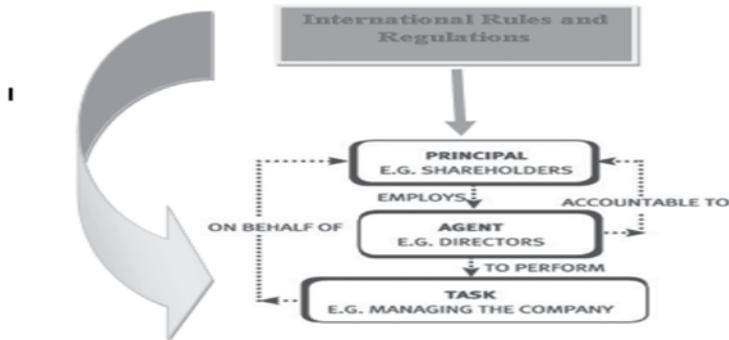 International Rules and
Regulations
I
PRINCIPAL
E.G. SHAREHOLDERS
EMPLOYS
ACCOUNTABLE TO
ON BEHALF OF
AGENT
E.G. DIRECTORS
TO PERFORM
TASK
E.G. MANAGING THE COMPANY